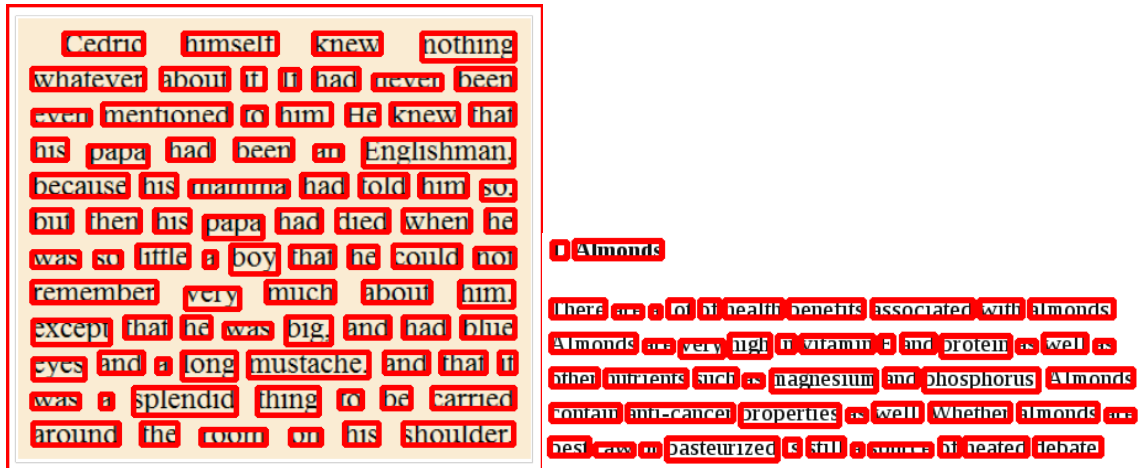 Cedric himself knew nothing
whatever about it. It had never been
even mentioned to him. He knew that
his papa had been an Englishman,
because his mamma had told him so.
but then his papa had died when he
was so little a boy that he could not
remember very much about him,
except that he was big, and had blue
eyes and a long mustache, and that it
was a splendid thing to be carried
around the room on his shoulder.
Almonds
There are a lot of health benefits associated with almonds.
Almonds are very high in vitamin E and protein as well as
other nutrients such as magnesium and phosphorus. Almonds
contain anti-cancer properties as well. Whether almonds are
best raw or pasteurized is still a source of heated debate.